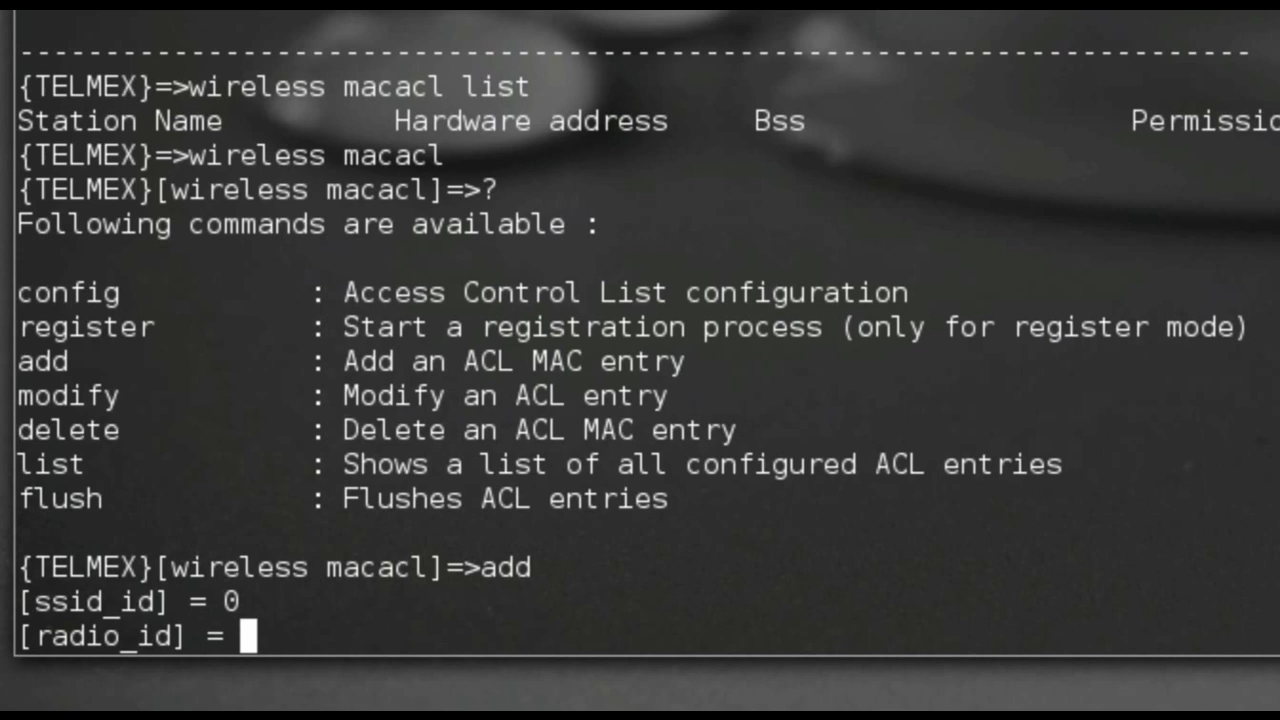 ------------------------------------------------------------------------
{TELMEX}=>wireless macacl list
Station Name          Hardware address     Bss                   Permissio
{TELMEX}=>wireless macacl
{TELMEX}[wireless macacl]=>?
Following commands are available :
config           : Access Control List configuration
register         : Start a registration process (only for register mode)
add              : Add an ACL MAC entry
modify           : Modify an ACL entry
delete           : Delete an ACL MAC entry
list             : Shows a list of all configured ACL entries
flush            : Flushes ACL entries
{TELMEX}[wireless macacl]=>add
[ssid_id] = 0
[radio_id] =